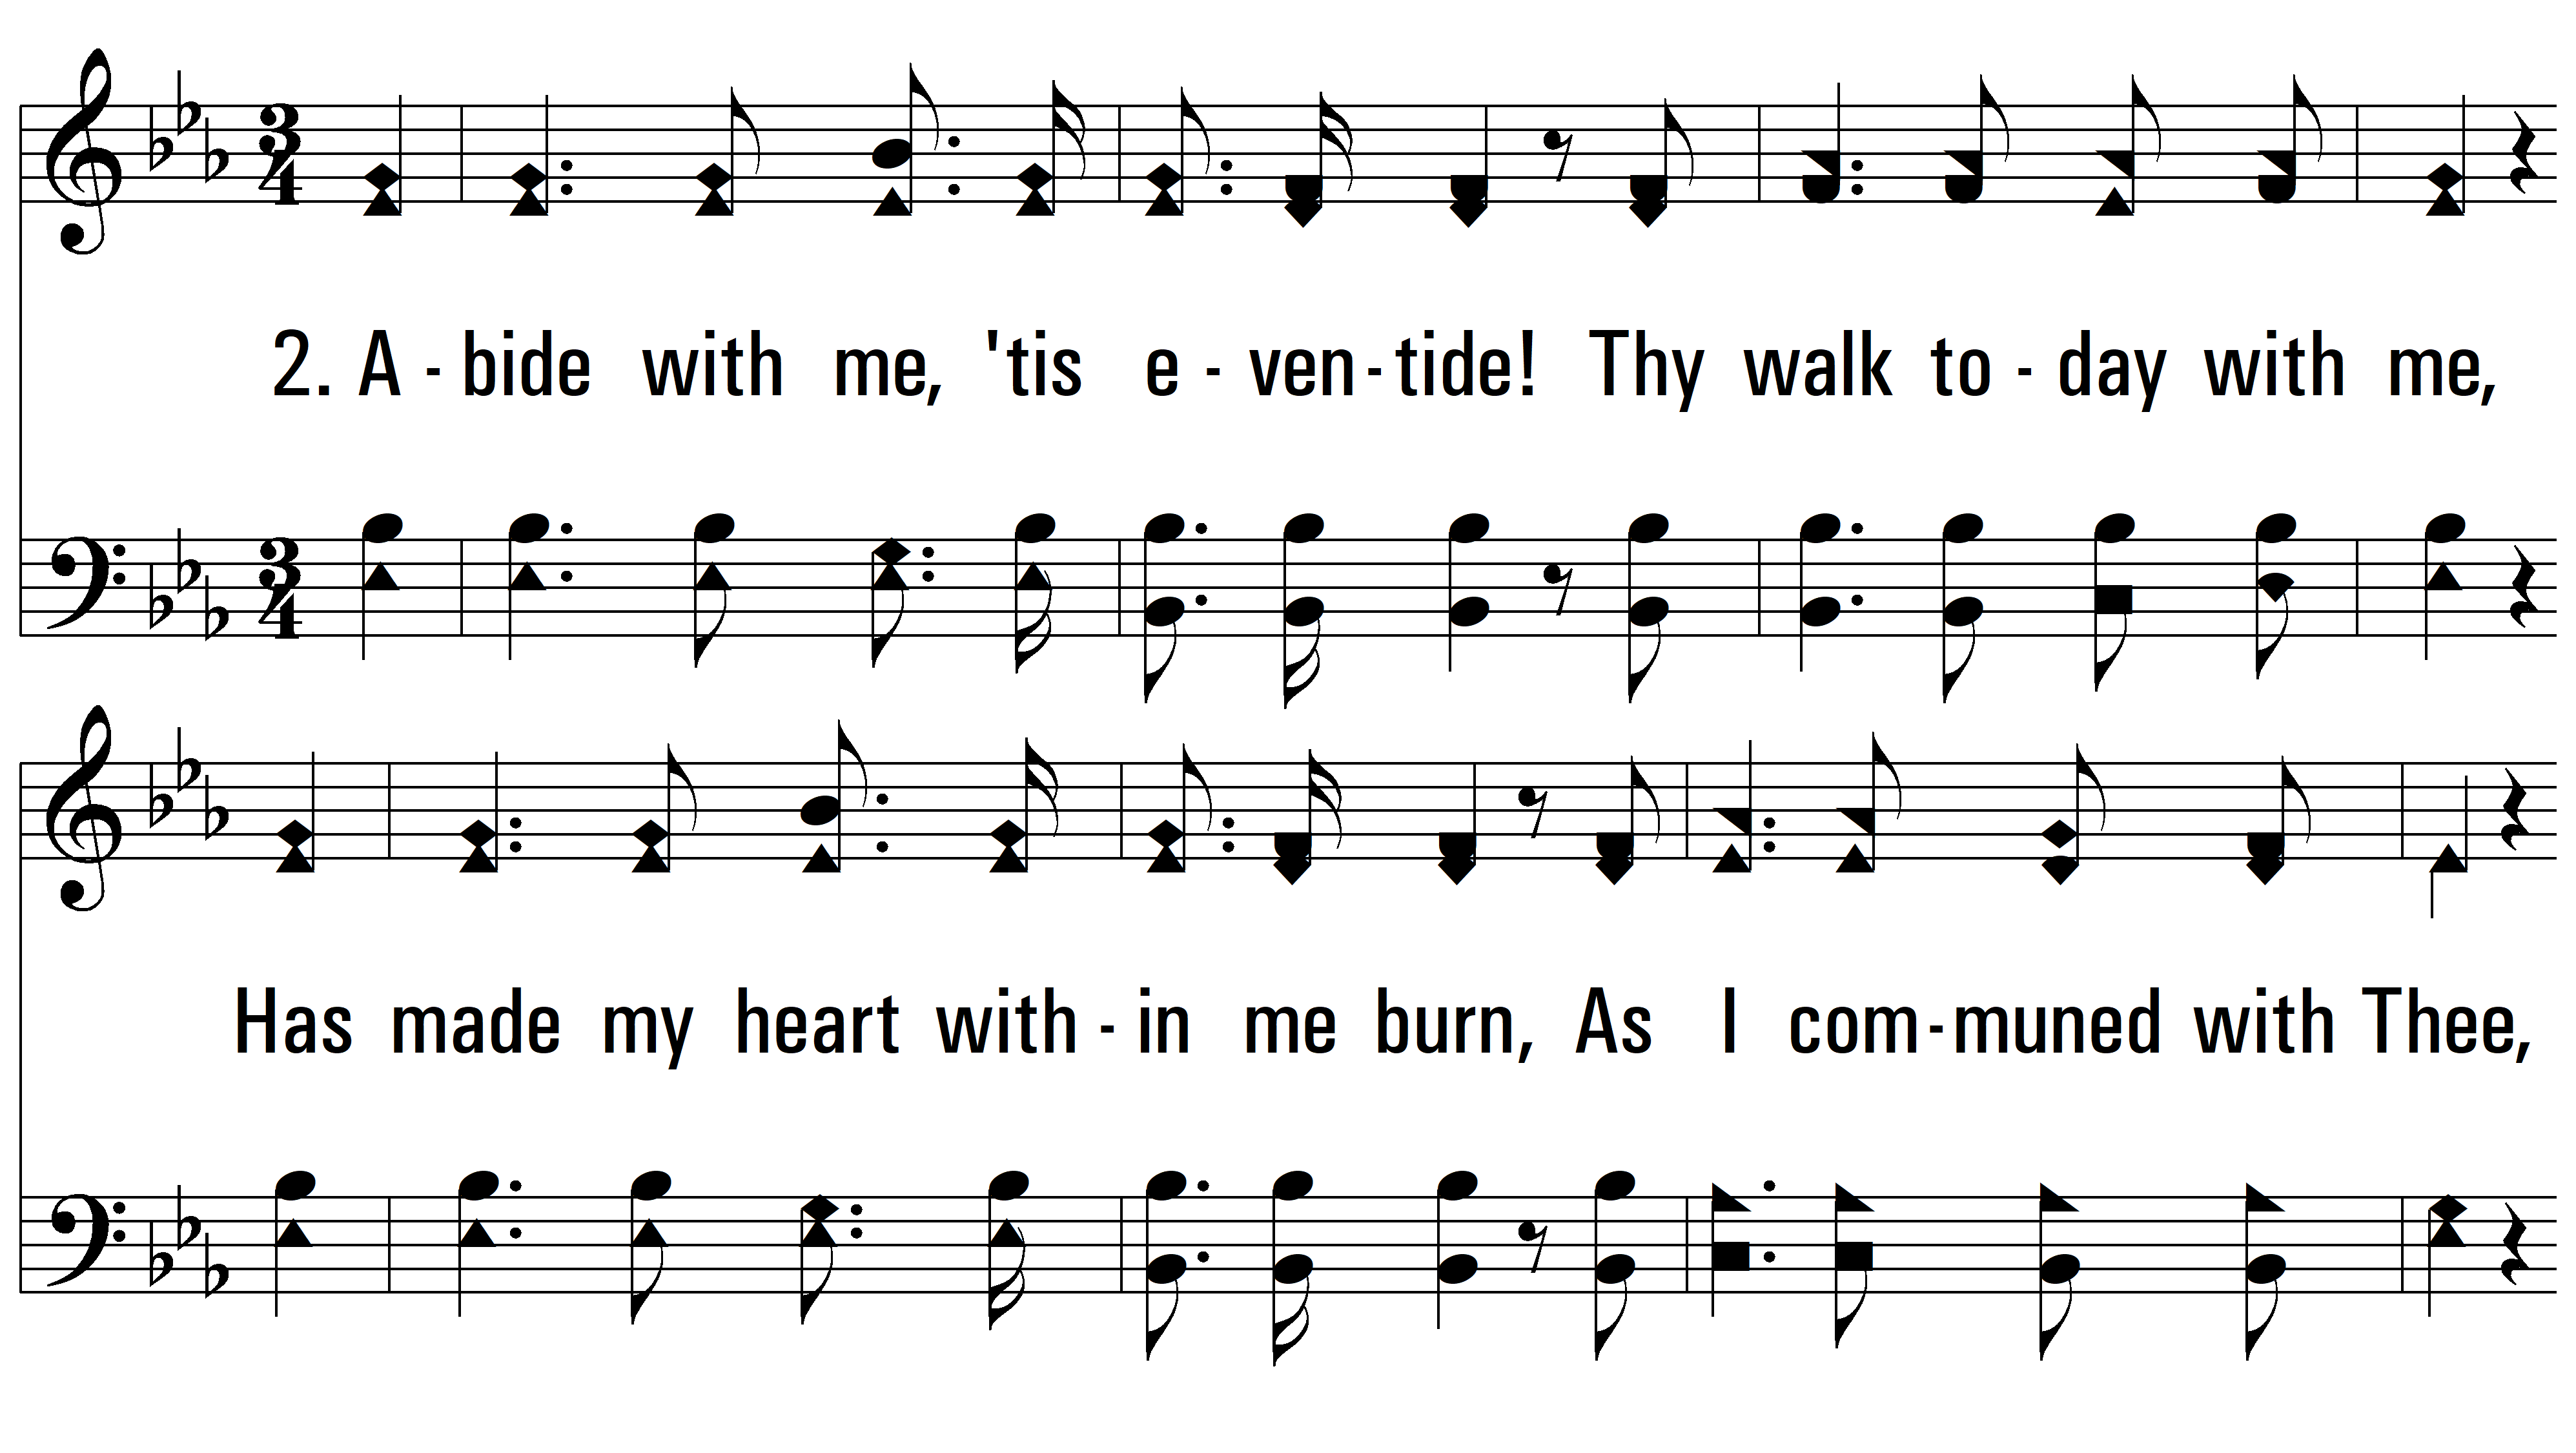 2. A - bide with me, 'tis e - ven - tide! Thy walk to - day with me,
Has made my heart with - in me burn, As I com - muned with Thee,